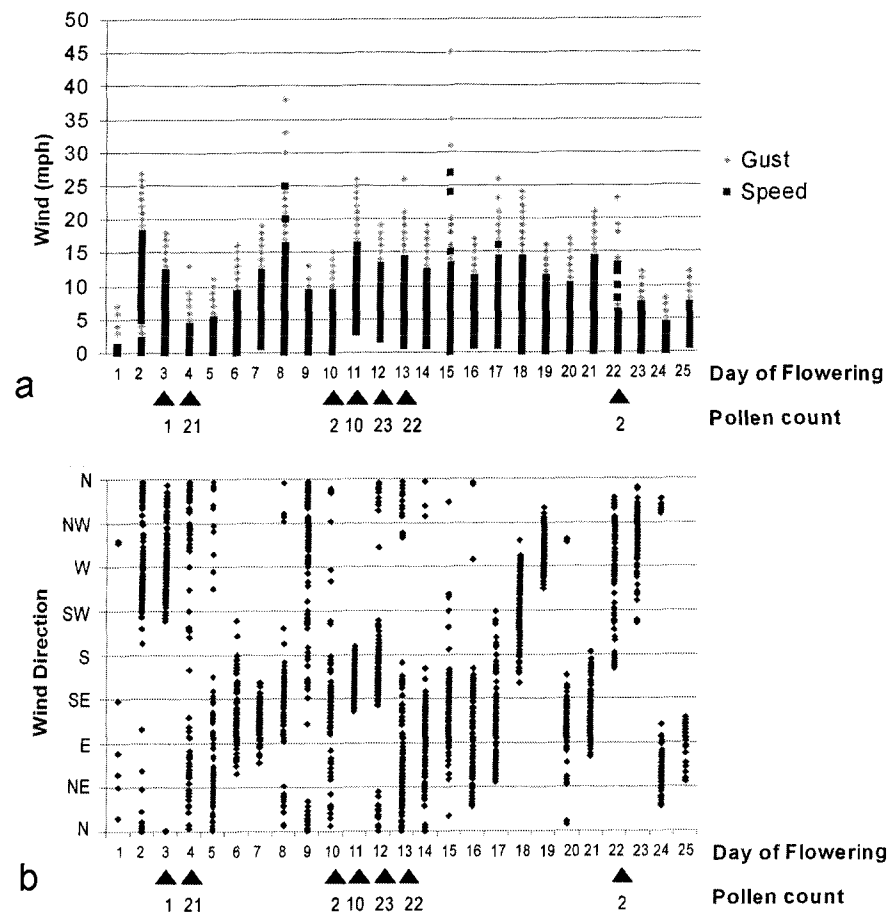 50
45
40
35
30
25
20
15
10
5
0
Wind (mph)
Gust
Speed
1 2 3 4 5 6 7 8 9 10 11 12 13 14 15 16 17 18 19 20 21 22 23 24 25 Day of Flowering
a
1 21 2 10 23 22 2 Pollen count
N
NW
W
SW
S
SE
E
NE
N
Wind Direction
1 2 3 4 5 6 7 8 9 10 11 12 13 14 15 16 17 18 19 20 21 22 23 24 25 Day of Flowering
b
1 21 2 10 23 22 2 Pollen count